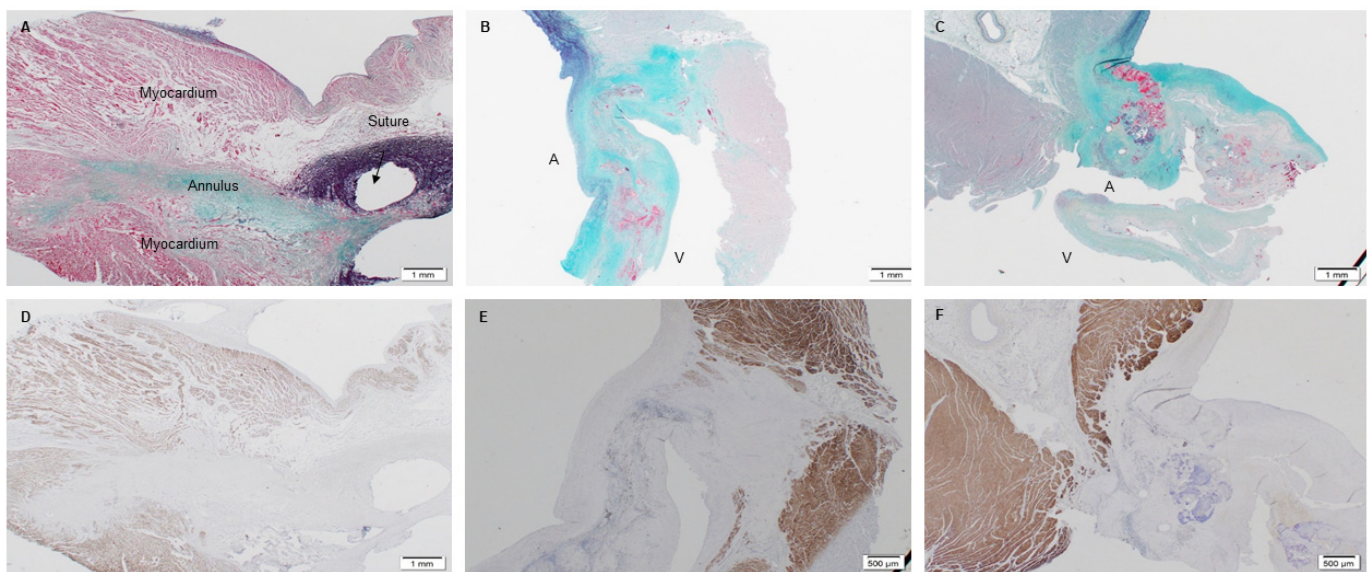 A
Myocardium
Suture
Annulus
Myocardium
1 mm
B
A
V
1 mm
C
A
V
1 mm
D
1 mm
E
500 µm
F
500 µm